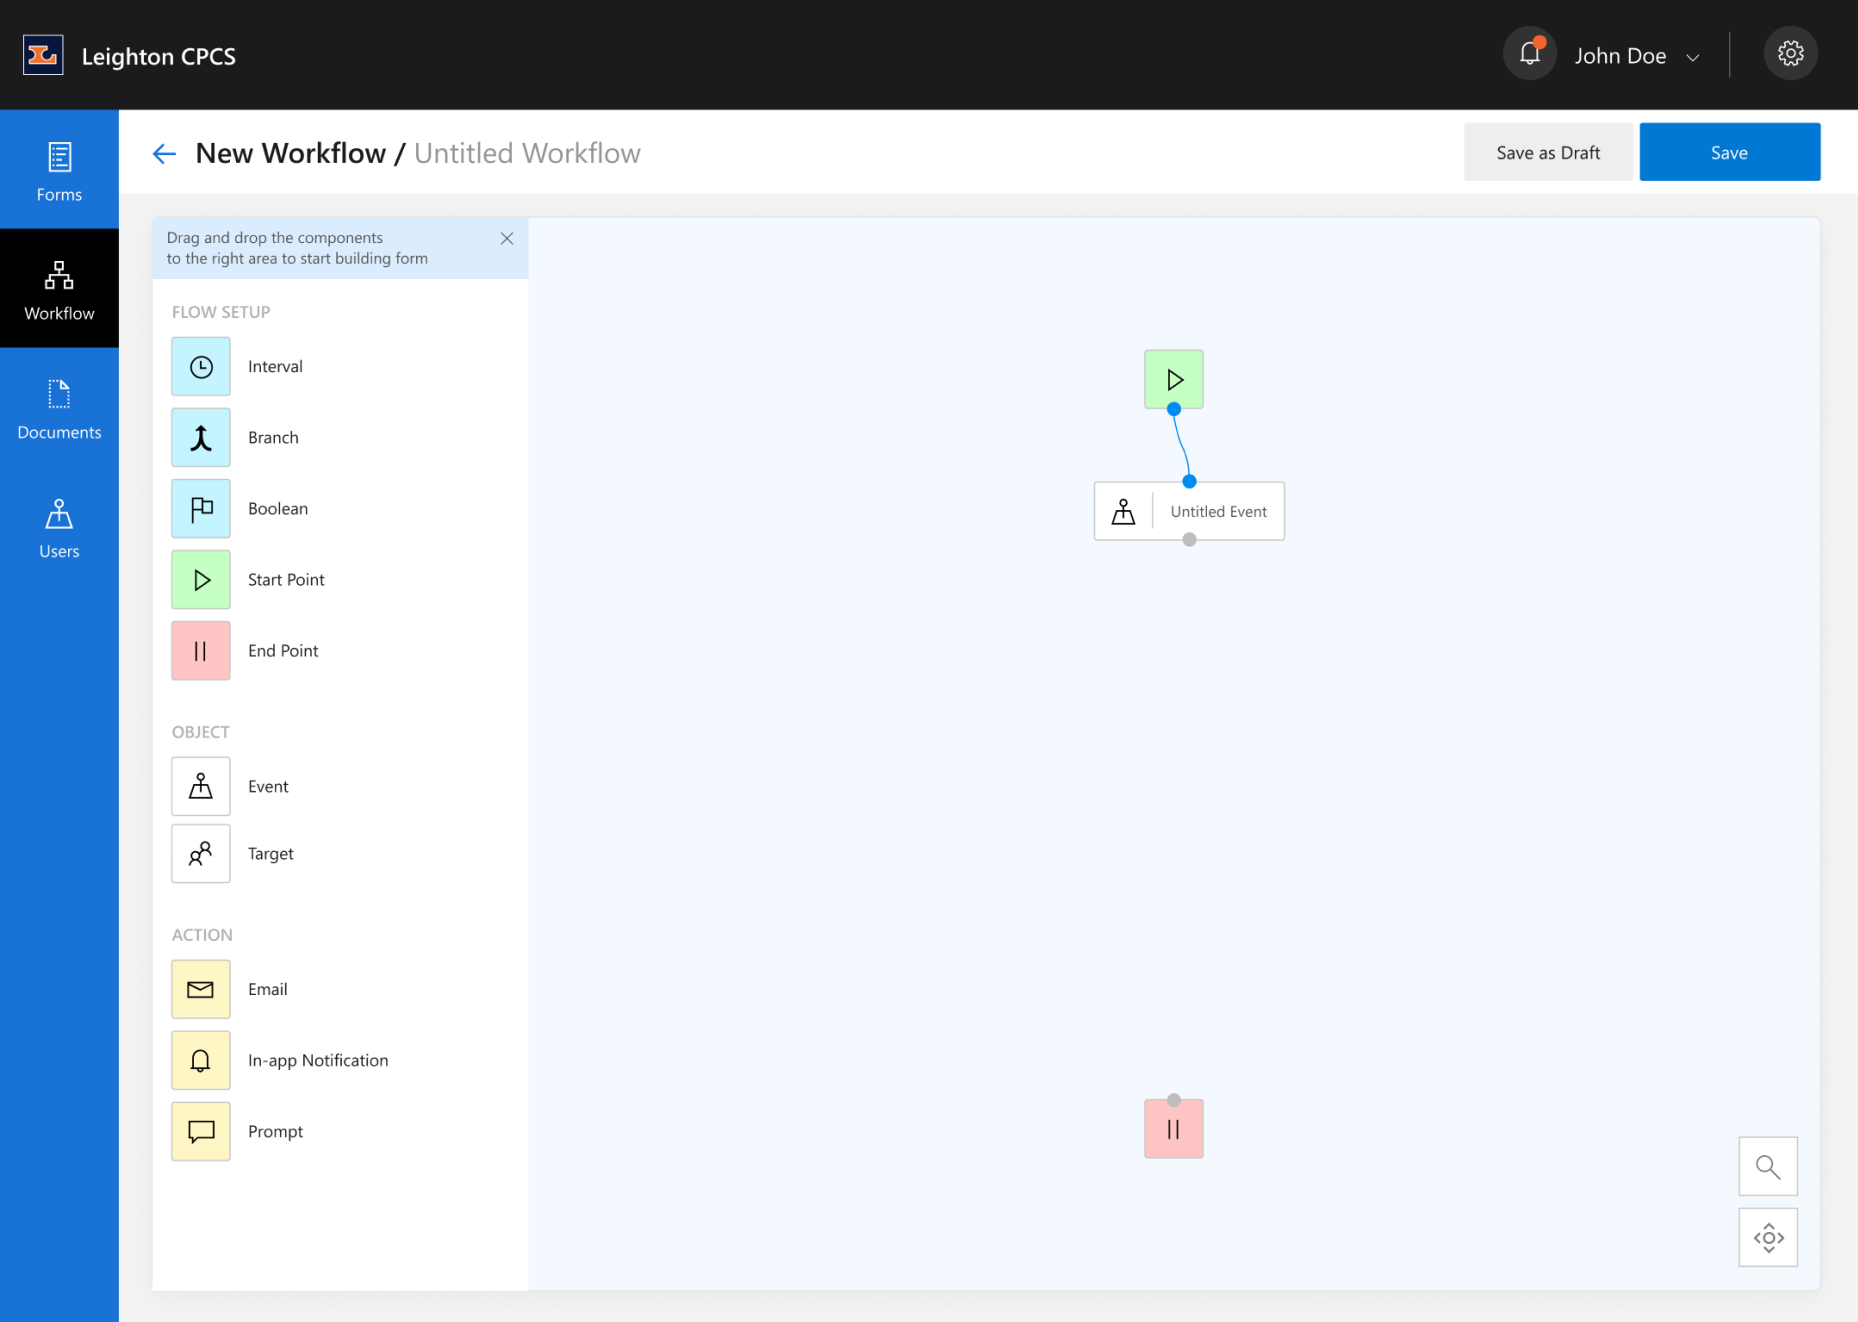 Leighton CPCS
John Doe
Forms
Workflow
Documents
Users
New Workflow / Untitled Workflow
Save as Draft
Save
Drag and drop the components
to the right area to start building form
FLOW SETUP
Interval
Branch
Boolean
Start Point
End Point
OBJECT
Event
Target
ACTION
Email
In-app Notification
Prompt
Untitled Event